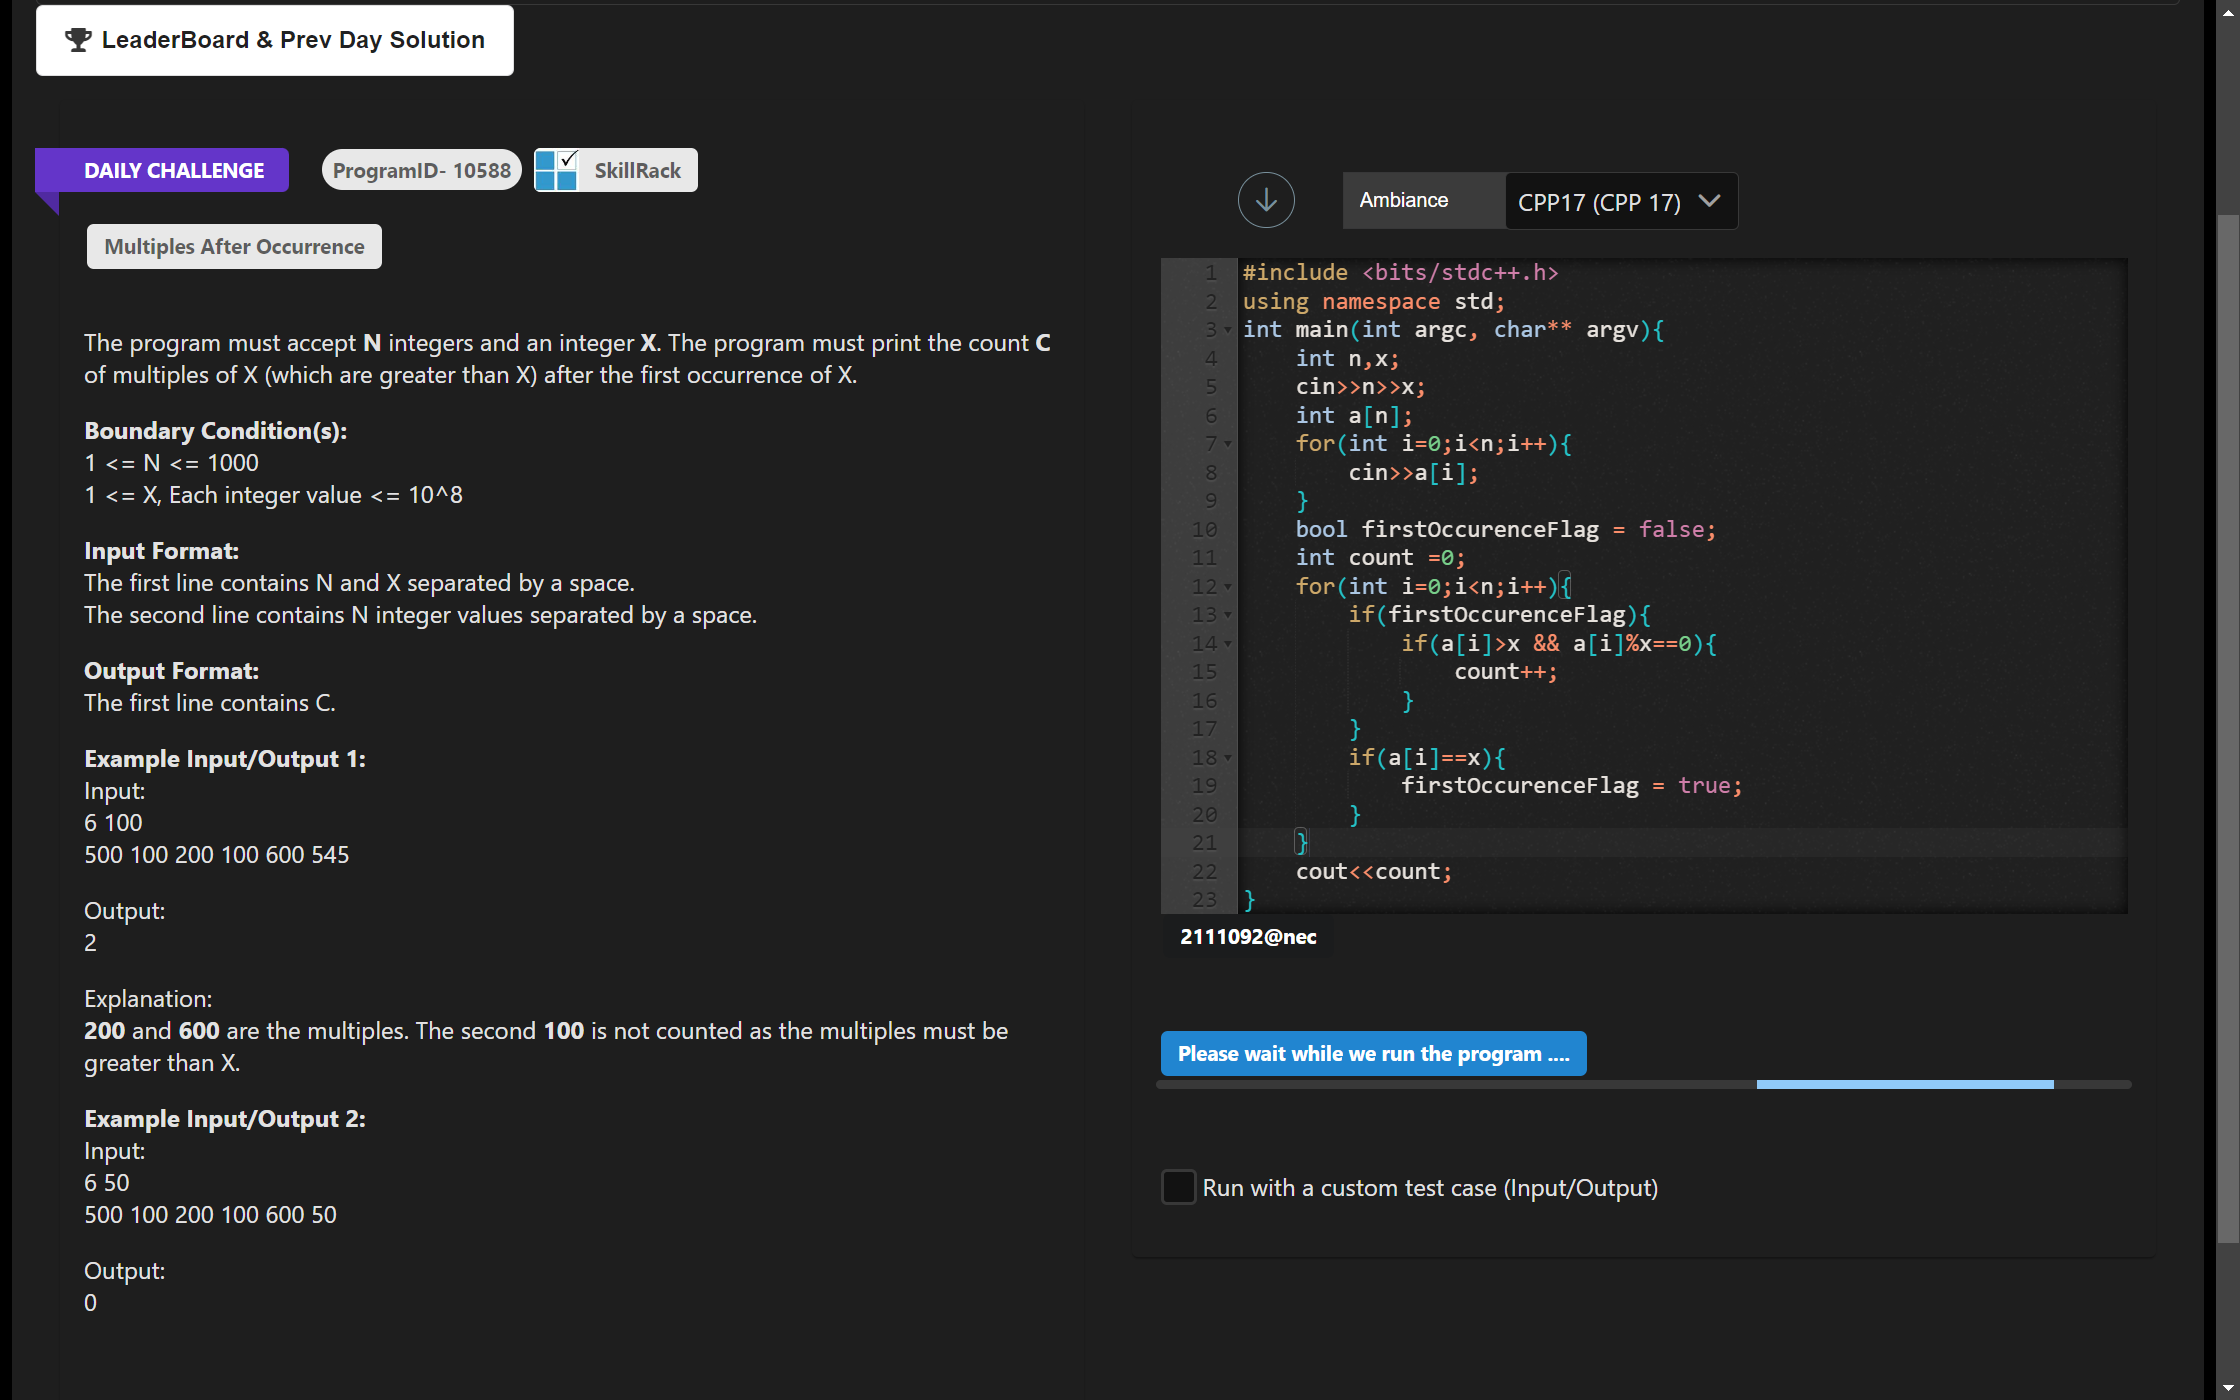 LeaderBoard & Prev Day Solution
DAILY CHALLENGE
ProgramID- 10588
SkillRack
Multiples After Occurrence
The program must accept N integers and an integer X. The program must print the count C
of multiples of X (which are greater than X) after the first occurrence of X.
Boundary Condition(s):
1 <= N <= 1000
1 <= X, Each integer value <= 10^8
Input Format:
The first line contains N and X separated by a space.
The second line contains N integer values separated by a space.
Output Format:
The first line contains C.
Example Input/Output 1:
Input:
6 100
500 100 200 100 600 545
Output:
2
Explanation:
200 and 600 are the multiples. The second 100 is not counted as the multiples must be
greater than X.
Example Input/Output 2:
Input:
6 50
500 100 200 100 600 50
Output:
0
Ambiance
CPP17 (CPP 17)
1 #include <bits/stdc++.h>
2 using namespace std;
3 int main(int argc, char** argv){
4     int n,x;
5     cin>>n>>x;
6     int a[n];
7     for(int i=0;i<n;i++){
8         cin>>a[i];
9     }
10     bool firstOccurenceFlag = false;
11     int count =0;
12     for(int i=0;i<n;i++){
13         if(firstOccurenceFlag){
14             if(a[i]>x && a[i]%x==0){
15                 count++;
16             }
17         }
18         if(a[i]==x){
19             firstOccurenceFlag = true;
20         }
21     }
22     cout<<count;
23 }
2111092@nec
Please wait while we run the program ....
Run with a custom test case (Input/Output)